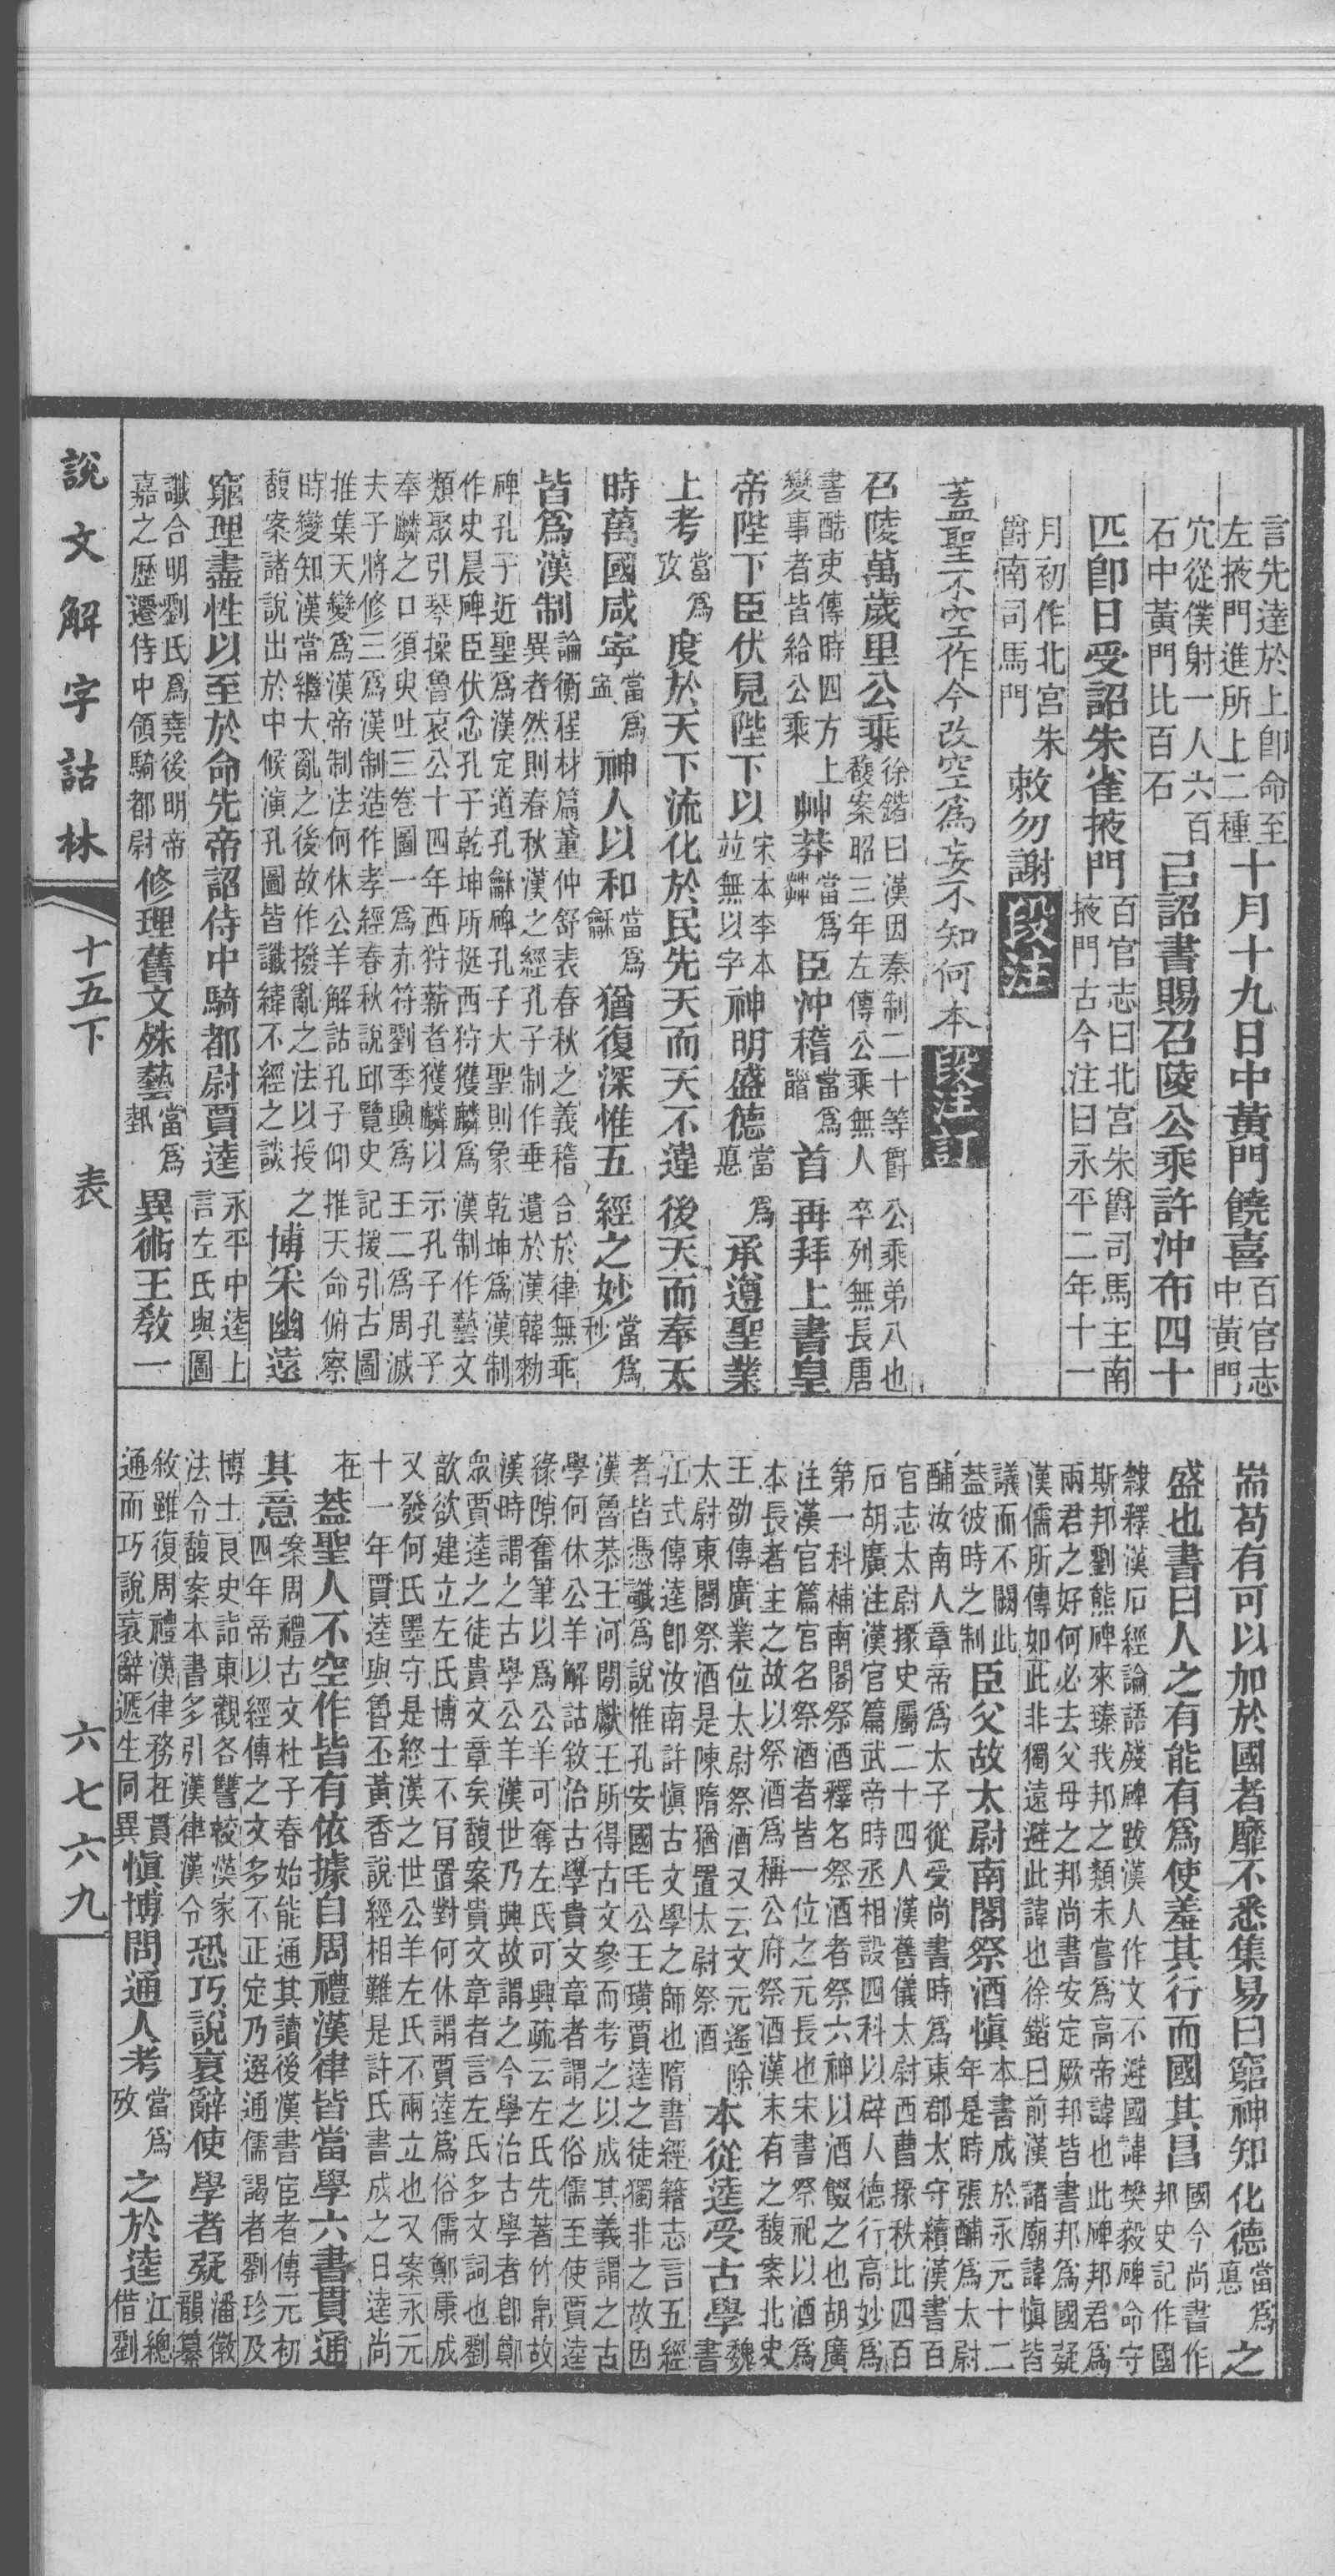 言先達於上卽命至
左掖門進所上二種
十月十九日中黃門饒喜
百官志
中黃門
冗從僕射一人六百
石中黃門比百石
㠯詔書賜召陵公乘許沖布四十
匹卽日受詔朱雀掖門
百官志曰北宮朱爵司馬主南
掖門古今注曰永平二年十一
月初作北宮朱
爵南司馬門
敕勿謝
段注
蓋聖不空作今改空爲妄不知何本
段注訂
召陵萬歲里公乘
徐鍇曰漢因秦制二十等爵公乘弟八也
馥案昭三年左傳公乘無人卒列無長唐
書酷吏傳時四方上
變事者皆給公乘
艸莽
當爲
茻
臣沖稽
當爲
𩒨
首再拜上書皇
帝陛下臣伏見陛下以
宋本李本
並無以字
神明盛德
當爲
悳
承遵聖業
上考
當爲
攷
度於天下流化於民先天而天不違後天而奉天
時萬國咸寧
當爲
寍
神人以和
當爲
龢
猶復深惟五經之妙
當爲
秒
皆爲漢制
論衡程材篇董仲舒表春秋之義稽合於律無乖
異者然則春秋漢之經孔子制作垂遺於漢韓勑
碑孔子近聖爲漢定道孔龢碑孔子大聖則象乾坤爲漢制
作史晨碑臣伏念孔子乾坤所挺西狩獲麟爲漢制作藝文
類聚引琴操魯哀公十四年西狩薪者獲麟以示孔子孔子
奉麟之口須臾吐三卷圖一爲赤符劉季興爲王二爲周滅
夫子將修三爲漢制造作孝經春秋說邱覽史記援引古圖
推集天變爲漢帝制法何休公羊解詁孔子仰推天命俯察
時變知漢當繼大亂之後故作撥亂之法以授之
馥案諸說出於中候演孔圖皆讖緯不經之談
博采幽遠
窮理盡性以至於命先帝詔侍中騎都尉賈逵
永平中逵上
言左氏與圖
讖合明劉氏爲堯後明帝
嘉之歷遷侍中領騎都尉
修理舊文殊藝
當爲
埶
異術王敎一
耑苟有可以加於國者靡不悉集易曰窮神知化德
當爲
悳
之
盛也書曰人之有能有爲使羞其行而國其昌
國今尚書作
邦史記作國
隸釋漢石經論語殘碑跋漢人作文不避國諱樊毅碑命守
斯邦劉熊碑來臻我邦之類未嘗爲高帝諱也此碑邦君爲
兩君之好何必去父母之邦尚書安定厥邦皆書邦爲國疑
漢儒所傳如此非獨遠避此諱也徐鍇曰前漢諸廟諱愼皆
議而不闕此
蓋彼時之制
臣父故太尉南閣祭酒愼
本書成於永元十二
年是時張酺爲太尉
酺汝南人章帝爲太子從受尚書時爲東郡太守續漢書百
官志太尉掾史屬二十四人漢舊儀太尉西曹掾秩比四百
石胡廣注漢官篇武帝時丞相設四科以辟人德行高妙爲
第一科補南閣祭酒釋名祭酒者祭六神以酒餟之也胡廣
注漢官篇官名祭酒者皆一位之元長也宋書祭祀以酒爲
本長者主之故以祭酒爲稱公府祭酒漢末有之馥案北史
王劭傳廣業位太尉祭酒又云文元遙除
太尉東閣祭酒是陳隋猶置太尉祭酒
本從逵受古學
魏書
江式傳逵卽汝南許愼古文學之師也隋書經籍志言五經
者皆憑讖爲說惟孔安國毛公王璜賈逵之徒獨非之故因
漢魯恭王河間獻王所得古文參而考之以成其義謂之古
學何休公羊解詁敘治古學貴文章者謂之俗儒至使賈逵
緣隙奮筆以爲公羊可奪左氏可興疏云左氏先著竹帛故
漢時謂之古學公羊漢世乃興故謂之今學治古學者卽鄭
衆賈逵之徒貴文章矣馥案貴文章者言左氏多文詞也劉
歆欲建立左氏博士不肎置對何休謂賈逵爲俗儒鄭康成
又發何氏墨守是終漢之世公羊左氏不兩立也又案永元
十一年賈逵與魯丕黃香說經相難是許氏書成之日逵尚
在
蓋聖人不空作皆有依據自周禮漢律皆當學六書貫通
其意
案周禮古文杜子春始能通其讀後漢書宦者傳元初
四年帝以經傳之文多不正定乃選通儒謁者劉珍及
博士良史詣東觀各讐校漢家
法令馥案本書多引漢律漢令
恐巧說衺辭使學者疑
潘徽
韻纂
敘雖復周禮漢律務在貫
通而巧說衺辭遞生同異
愼博問通人考
當爲
攷
之於逵
江總
借劉
說文解字詁林
十五下
表
六七六九